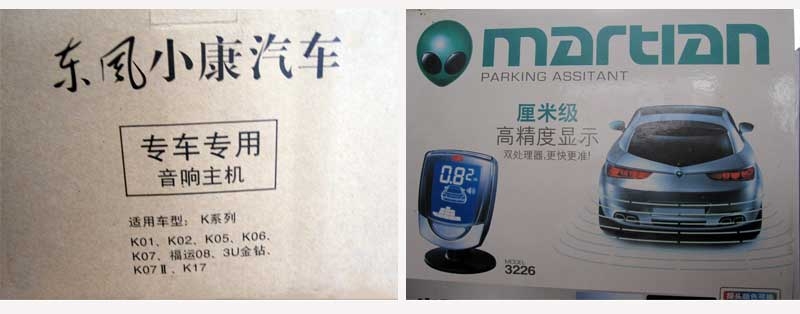 东风小康汽车
专车专用
音响主机
适用车型: K系列
K01、K02、K05、K06、
K07、福运08、3U金钻、
K07Ⅱ、K17
martian
PARKING ASSITANT
厘米级
高精度显示
双处理器,更快更准!
0.82
MODEL
3226